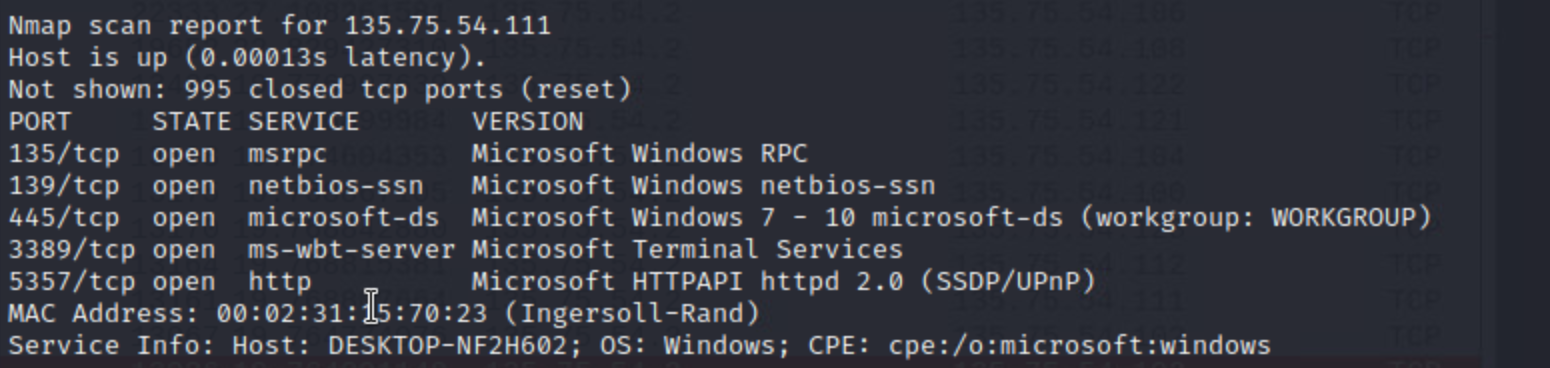 Nmap scan report for 135.75.54.111
Host is up (0.00013s latency).
Not shown: 995 closed tcp ports (reset)
PORT STATE SERVICE VERSION
135/tcp open msrpc Microsoft Windows RPC
139/tcp open netbios-ssn Microsoft Windows netbios-ssn
445/tcp open microsoft-ds Microsoft Windows 7 - 10 microsoft-ds (workgroup: WORKGROUP)
3389/tcp open ms-wbt-server Microsoft Terminal Services
5357/tcp open http Microsoft HTTPAPI httpd 2.0 (SSDP/UPnP)
MAC Address: 00:02:31:15:70:23 (Ingersoll-Rand)
Service Info: Host: DESKTOP-NF2H602; OS: Windows; CPE: cpe:/o:microsoft:windows